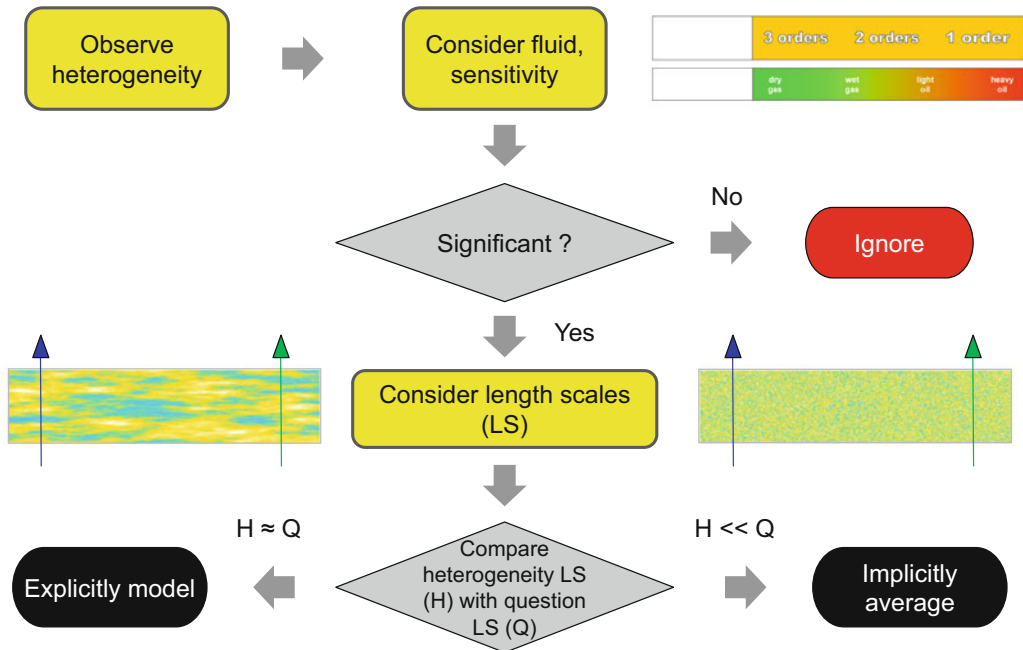 Observe
heterogeneity
Consider fluid,
sensitivity
3 orders 2 orders 1 order
dry
gas
wet
gas
light
oil
heavy
oil
Significant ?
No
Ignore
Yes
Consider length scales
(LS)
H ≈ Q
H << Q
Explicitly model
Compare
heterogeneity LS
(H) with question
LS (Q)
Implicitly
average